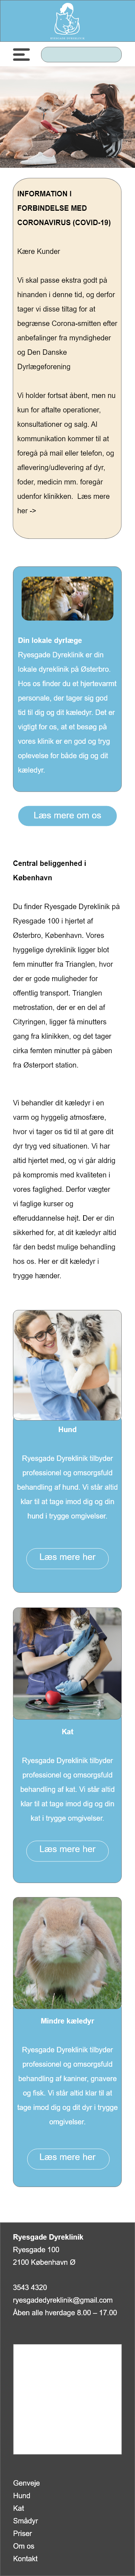 INFORMATION I
FORBINDELSE MED
CORONAVIRUS (COVID-19)
Kære Kunder
Vi skal passe ekstra godt på
hinanden i denne tid, og derfor
tager vi disse tiltag for at
begrænse Corona-smitten efter
anbefalinger fra myndigheder
og Den Danske
Dyrlægeforening
Vi holder fortsat åbent, men nu
kun for aftalte operationer,
konsultationer og salg. Al
kommunikation kommer til at
foregå på mail eller telefon, og
aflevering/udlevering af dyr,
foder, medicin mm. foregår
udenfor klinikken.  Læs mere
her ->
Din lokale dyrlæge
Ryesgade Dyreklinik er din
lokale dyreklinik på Østerbro.
Hos os finder du et hjertevarmt
personale, der tager sig god
tid til dig og dit kæledyr. Det er
vigtigt for os, at et besøg på
vores klinik er en god og tryg
oplevelse for både dig og dit
kæledyr.
Læs mere om os
Central beliggenhed i
København
Du finder Ryesgade Dyreklinik på
Ryesgade 100 i hjertet af
Østerbro, København. Vores
hyggelige dyreklinik ligger blot
fem minutter fra Trianglen, hvor
der er gode muligheder for
offentlig transport. Trianglen
metrostation, der er en del af
Cityringen, ligger få minutters
gang fra klinikken, og det tager
cirka femten minutter på gåben
fra Østerport station.
Vi behandler dit kæledyr i en
varm og hyggelig atmosfære,
hvor vi tager os tid til at gøre dit
dyr tryg ved situationen. Vi har
altid hjertet med, og vi går aldrig
på kompromis med kvaliteten i
vores faglighed. Derfor vægter
vi faglige kurser og
efteruddannelse højt. Der er din
sikkerhed for, at dit kæledyr altid
får den bedst mulige behandling
hos os. Her er dit kæledyr i
trygge hænder.
Hund
Ryesgade Dyreklinik tilbyder
professionel og omsorgsfuld
behandling af hund. Vi står altid
klar til at tage imod dig og din
hund i trygge omgivelser.
Læs mere her
Kat
Ryesgade Dyreklinik tilbyder
professionel og omsorgsfuld
behandling af kat. Vi står altid
klar til at tage imod dig og din
kat i trygge omgivelser.
Læs mere her
Mindre kæledyr
Ryesgade Dyreklinik tilbyder
professionel og omsorgsfuld
behandling af kaniner, gnavere
og fisk. Vi står altid klar til at
tage imod dig og dit dyr i trygge
omgivelser.
Læs mere her
Ryesgade Dyreklinik
Ryesgade 100
2100 København Ø
3543 4320
ryesgadedyreklinik@gmail.com
Åben alle hverdage 8.00 – 17.00
Genveje
Hund
Kat
Smådyr
Priser
Om os
Kontakt